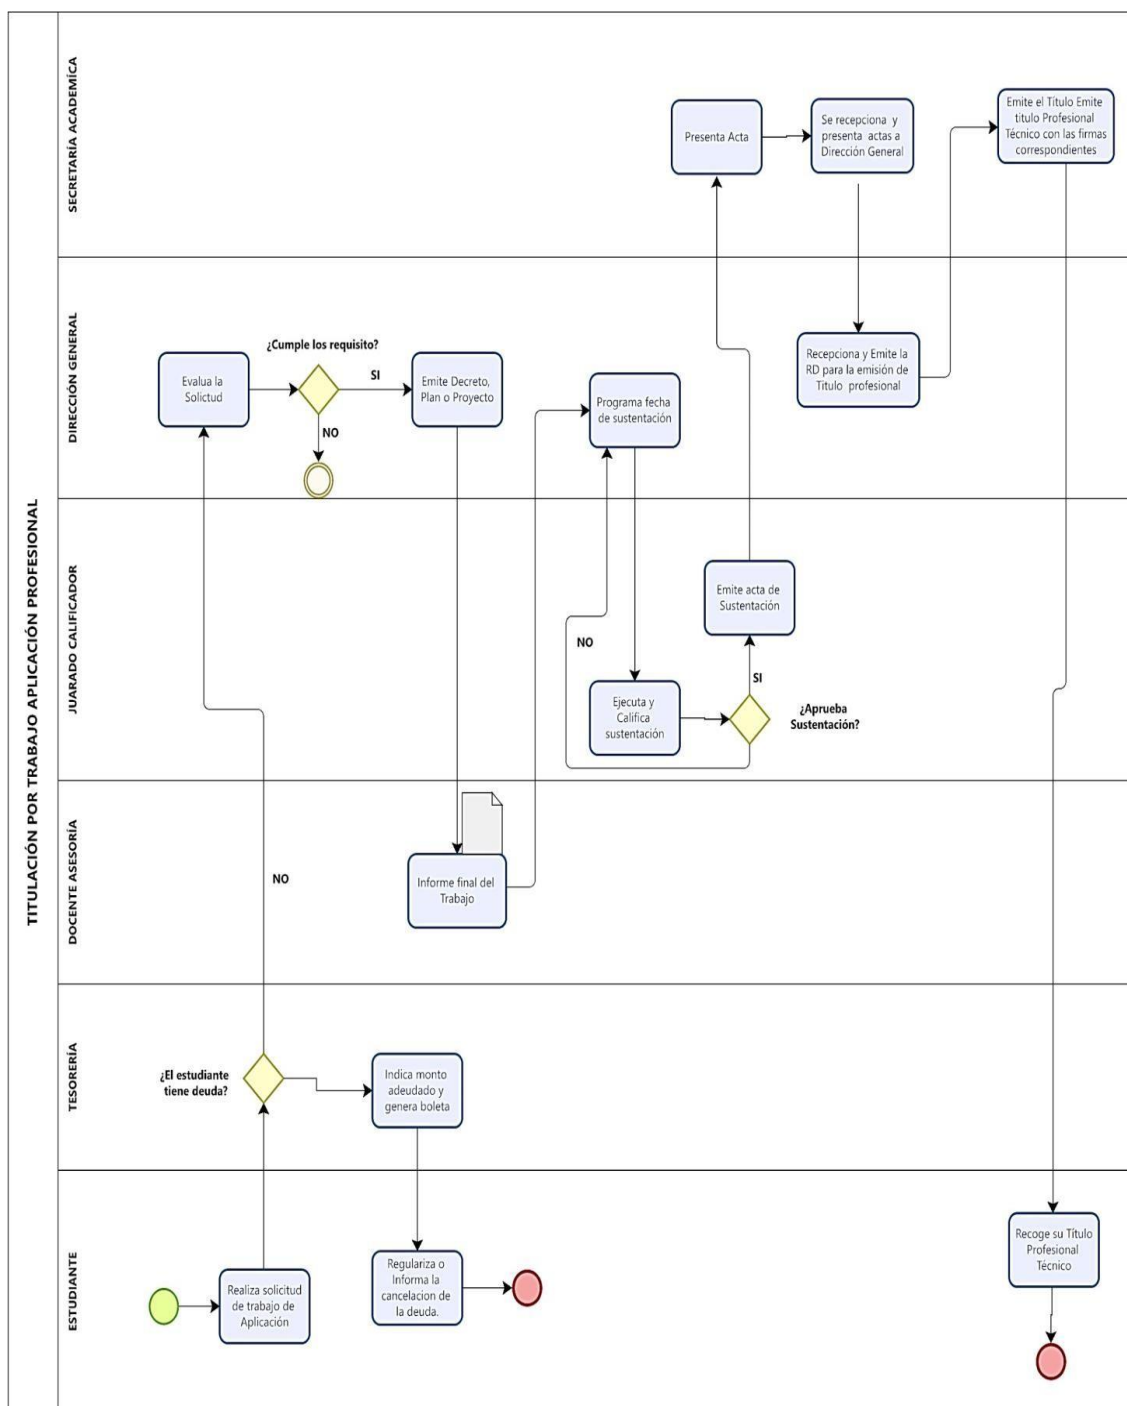 TITULACIÓN POR TRABAJO APLICACIÓN PROFESIONAL
SECRETARÍA ACADEMÍCA
Presenta Acta
Se recepciona y
presenta actas a
Dirección General
Emite el Título Emite
titulo Profesional
Técnico con las firmas
correspondientes
DIRECCIÓN GENERAL
Evalua la
Solictud
¿Cumple los requisito?
SI
NO
Emite Decreto,
Plan o Proyecto
Programa fecha
de sustentación
Recepciona y Emite la
RD para la emisión de
Titulo profesional
JUARADO CALIFICADOR
Emite acta de
Sustentación
NO
SI
Ejecuta y
Califica
sustentación
¿Aprueba
Sustentación?
DOCENTE ASESORÍA
Informe final del
Trabajo
NO
TESORERÍA
¿El estudiante
tiene deuda?
Indica monto
adeudado y
genera boleta
ESTUDIANTE
Realiza solicitud
de trabajo de
Aplicación
Regulariza o
Informa la
cancelacion de
la deuda.
Recoge su Título
Profesional
Técnico